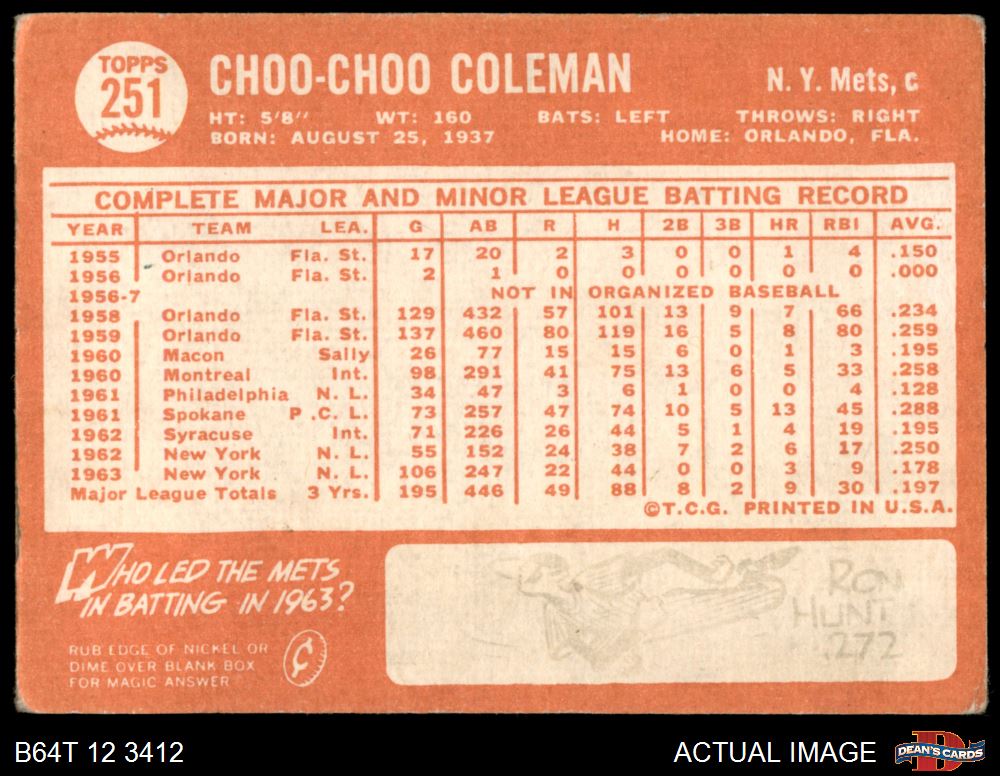 TOPPS
251
CHOO-CHOO COLEMAN
N. Y. Mets, c
HT: 5'8" WT: 160 BATS: LEFT THROWS: RIGHT
BORN: AUGUST 25, 1937 HOME: ORLANDO, FLA.
COMPLETE MAJOR AND MINOR LEAGUE BATTING RECORD
YEAR TEAM LEA. G AB R H 2B 3B HR RBI AVG.
1955 Orlando Fla. St. 17 20 2 3 0 0 1 4 .150
1956 Orlando Fla. St. 2 1 0 0 0 0 0 0 .000
1956-7 NOT IN ORGANIZED BASEBALL
1958 Orlando Fla. St. 129 432 57 101 13 9 7 66 .234
1959 Orlando Fla. St. 137 460 80 119 16 5 8 80 .259
1960 Macon Sally 26 77 15 15 6 0 1 3 .195
1960 Montreal Int. 98 291 41 75 13 6 5 33 .258
1961 Philadelphia N. L. 34 47 3 6 1 0 0 4 .128
1961 Spokane P .C. L. 73 257 47 74 10 5 13 45 .288
1962 Syracuse Int. 71 226 26 44 5 1 4 19 .195
1962 New York N. L. 55 152 24 38 7 2 6 17 .250
1963 New York N. L. 106 247 22 44 0 0 3 9 .178
Major League Totals 3 Yrs. 195 446 49 88 8 2 9 30 .197
©T.C.G. PRINTED IN U.S.A.
WHO LED THE METS
IN BATTING IN 1963?
RUB EDGE OF NICKEL OR
DIME OVER BLANK BOX
FOR MAGIC ANSWER
¢
RON
HUNT
.272
B64T 12 3412
ACTUAL IMAGE
D
DEAN'S CARDS